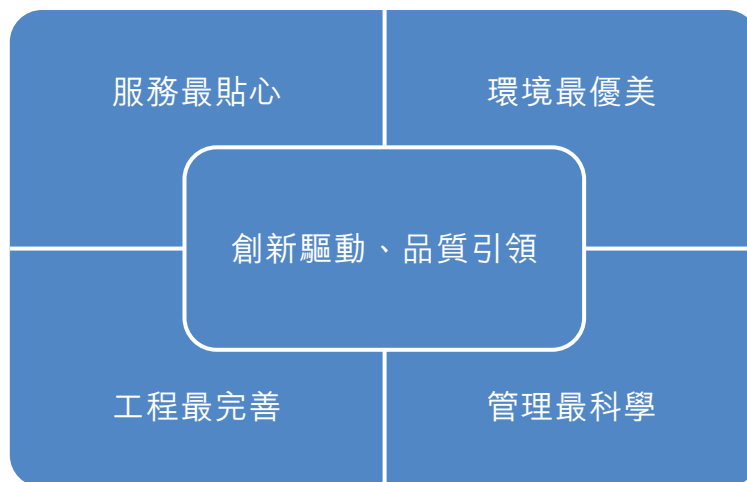 服務最貼心
環境最優美
創新驅動、品質引領
工程最完善
管理最科學